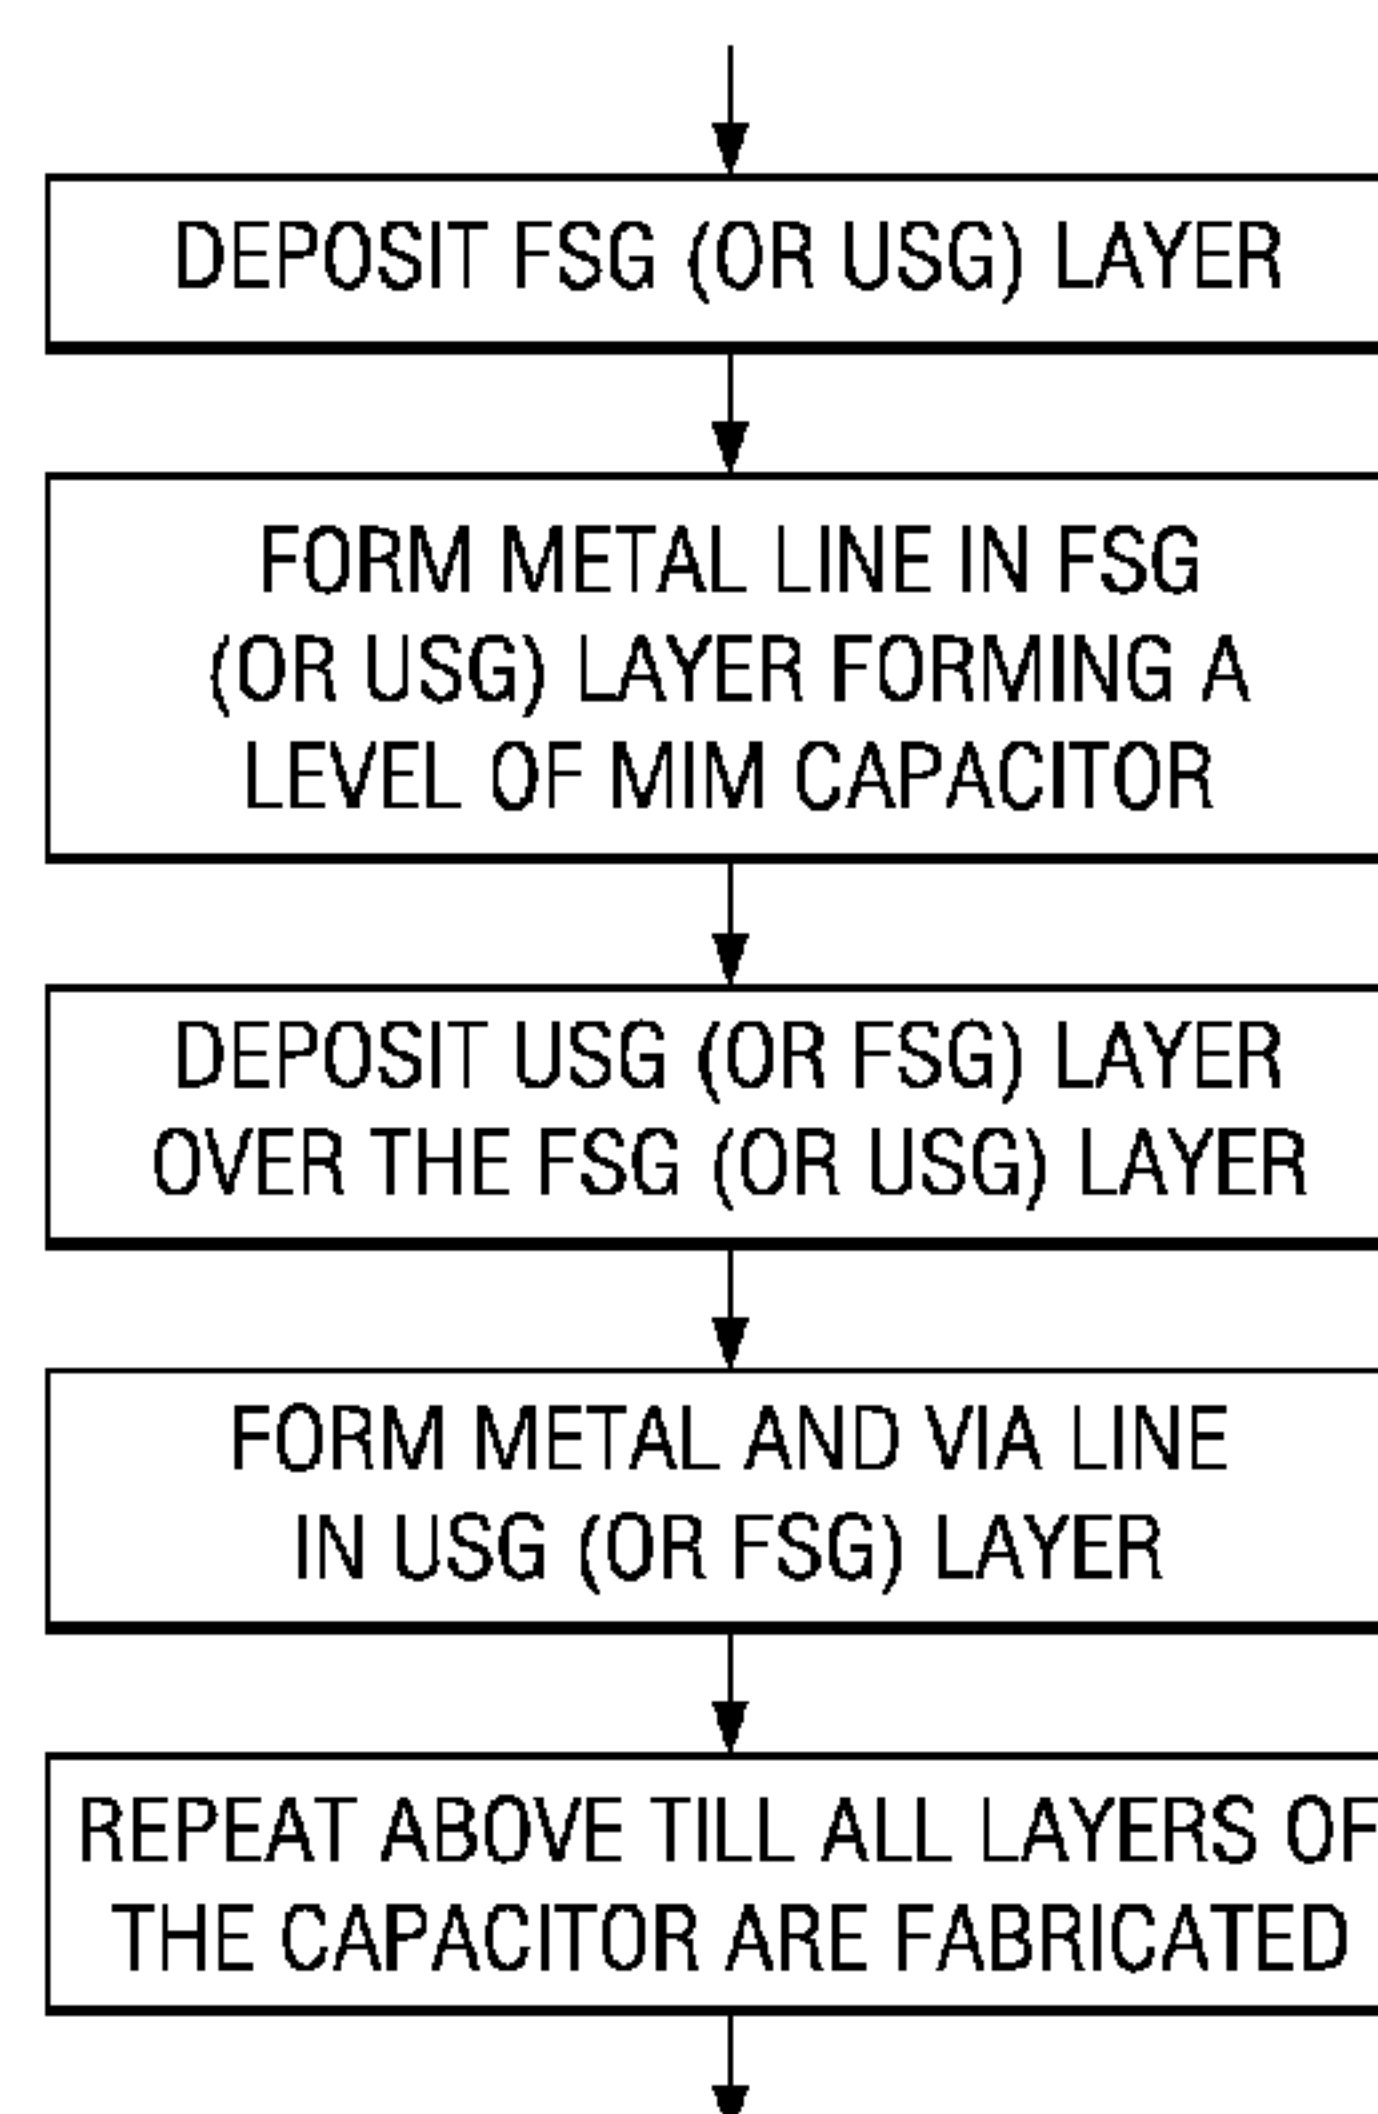 DEPOSIT FSG (OR USG) LAYER
FORM METAL LINE IN FSG
(OR USG) LAYER FORMING A
LEVEL OF MIM CAPACITOR
DEPOSIT USG (OR FSG) LAYER
OVER THE FSG (OR USG) LAYER
FORM METAL AND VIA LINE
IN USG (OR FSG) LAYER
REPEAT ABOVE TILL ALL LAYERS OF
THE CAPACITOR ARE FABRICATED